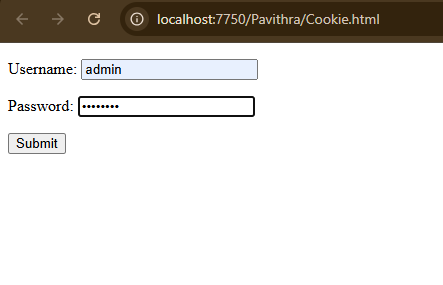 localhost:7750/Pavithra/Cookie.html
Username: admin
Password: ••••••••
Submit